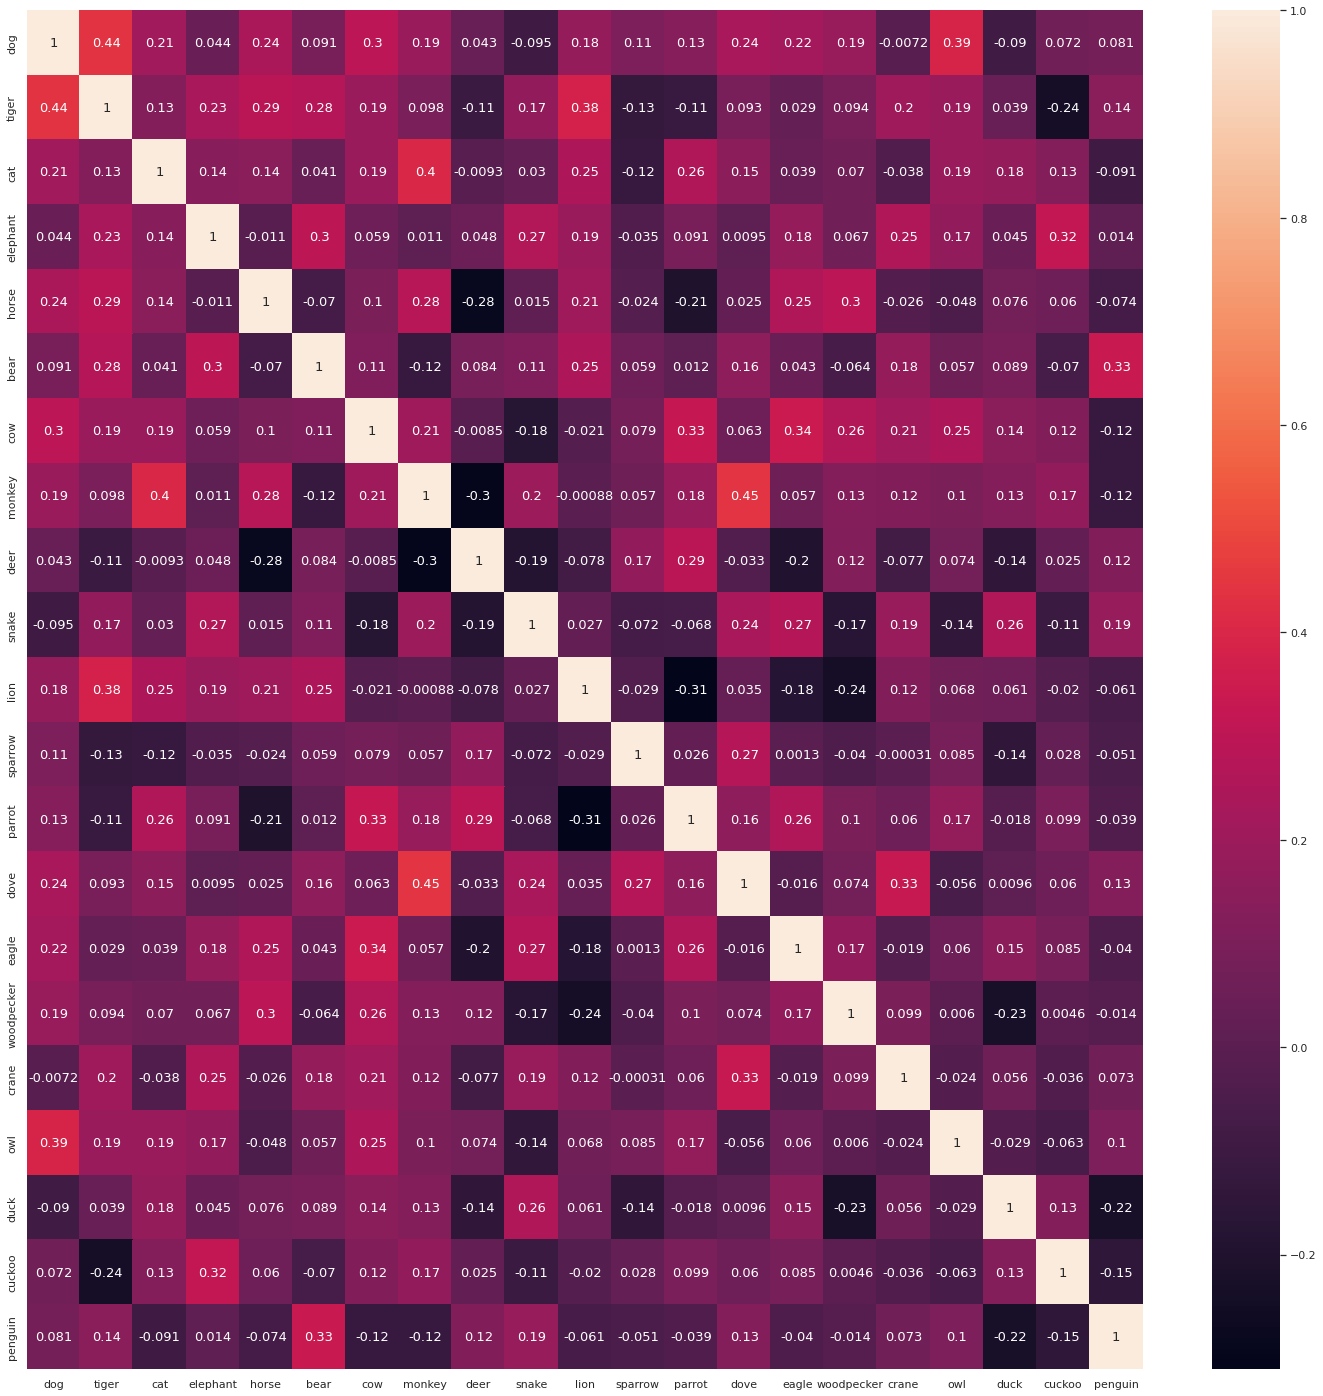 dog 1 0.44 0.21 0.044 0.24 0.091 0.3 0.19 0.043 -0.095 0.18 0.11 0.13 0.24 0.22 0.19 -0.0072 0.39 -0.09 0.072 0.081
tiger 0.44 1 0.13 0.23 0.29 0.28 0.19 0.098 -0.11 0.17 0.38 -0.13 -0.11 0.093 0.029 0.094 0.2 0.19 0.039 -0.24 0.14
cat 0.21 0.13 1 0.14 0.14 0.041 0.19 0.4 -0.0093 0.03 0.25 -0.12 0.26 0.15 0.039 0.07 -0.038 0.19 0.18 0.13 -0.091
elephant 0.044 0.23 0.14 1 -0.011 0.3 0.059 0.011 0.048 0.27 0.19 -0.035 0.091 0.0095 0.18 0.067 0.25 0.17 0.045 0.32 0.014
horse 0.24 0.29 0.14 -0.011 1 -0.07 0.1 0.28 -0.28 0.015 0.21 -0.024 -0.21 0.025 0.25 0.3 -0.026 -0.048 0.076 0.06 -0.074
bear 0.091 0.28 0.041 0.3 -0.07 1 0.11 -0.12 0.084 0.11 0.25 0.059 0.012 0.16 0.043 -0.064 0.18 0.057 0.089 -0.07 0.33
cow 0.3 0.19 0.19 0.059 0.1 0.11 1 0.21 -0.0085 -0.18 -0.021 0.079 0.33 0.063 0.34 0.26 0.21 0.25 0.14 0.12 -0.12
monkey 0.19 0.098 0.4 0.011 0.28 -0.12 0.21 1 -0.3 0.2 -0.00088 0.057 0.18 0.45 0.057 0.13 0.12 0.1 0.13 0.17 -0.12
deer 0.043 -0.11 -0.0093 0.048 -0.28 0.084 -0.0085 -0.3 1 -0.19 -0.078 0.17 0.29 -0.033 -0.2 0.12 -0.077 0.074 -0.14 0.025 0.12
snake -0.095 0.17 0.03 0.27 0.015 0.11 -0.18 0.2 -0.19 1 0.027 -0.072 -0.068 0.24 0.27 -0.17 0.19 -0.14 0.26 -0.11 0.19
lion 0.18 0.38 0.25 0.19 0.21 0.25 -0.021 -0.00088 -0.078 0.027 1 -0.029 -0.31 0.035 -0.18 -0.24 0.12 0.068 0.061 -0.02 -0.061
sparrow 0.11 -0.13 -0.12 -0.035 -0.024 0.059 0.079 0.057 0.17 -0.072 -0.029 1 0.026 0.27 0.0013 -0.04 -0.00031 0.085 -0.14 0.028 -0.051
parrot 0.13 -0.11 0.26 0.091 -0.21 0.012 0.33 0.18 0.29 -0.068 -0.31 0.026 1 0.16 0.26 0.1 0.06 0.17 -0.018 0.099 -0.039
dove 0.24 0.093 0.15 0.0095 0.025 0.16 0.063 0.45 -0.033 0.24 0.035 0.27 0.16 1 -0.016 0.074 0.33 -0.056 0.0096 0.06 0.13
eagle 0.22 0.029 0.039 0.18 0.25 0.043 0.34 0.057 -0.2 0.27 -0.18 0.0013 0.26 -0.016 1 0.17 -0.019 0.06 0.15 0.085 -0.04
woodpecker 0.19 0.094 0.07 0.067 0.3 -0.064 0.26 0.13 0.12 -0.17 -0.24 -0.04 0.1 0.074 0.17 1 0.099 0.006 -0.23 0.0046 -0.014
crane -0.0072 0.2 -0.038 0.25 -0.026 0.18 0.21 0.12 -0.077 0.19 0.12 -0.00031 0.06 0.33 -0.019 0.099 1 -0.024 0.056 -0.036 0.073
owl 0.39 0.19 0.19 0.17 -0.048 0.057 0.25 0.1 0.074 -0.14 0.068 0.085 0.17 -0.056 0.06 0.006 -0.024 1 -0.029 -0.063 0.1
duck -0.09 0.039 0.18 0.045 0.076 0.089 0.14 0.13 -0.14 0.26 0.061 -0.14 -0.018 0.0096 0.15 -0.23 0.056 -0.029 1 0.13 -0.22
cuckoo 0.072 -0.24 0.13 0.32 0.06 -0.07 0.12 0.17 0.025 -0.11 -0.02 0.028 0.099 0.06 0.085 0.0046 -0.036 -0.063 0.13 1 -0.15
penguin 0.081 0.14 -0.091 0.014 -0.074 0.33 -0.12 -0.12 0.12 0.19 -0.061 -0.051 -0.039 0.13 -0.04 -0.014 0.073 0.1 -0.22 -0.15 1
dog tiger cat elephant horse bear cow monkey deer snake lion sparrow parrot dove eagle woodpecker crane owl duck cuckoo penguin
1.0
0.8
0.6
0.4
0.2
0.0
−0.2